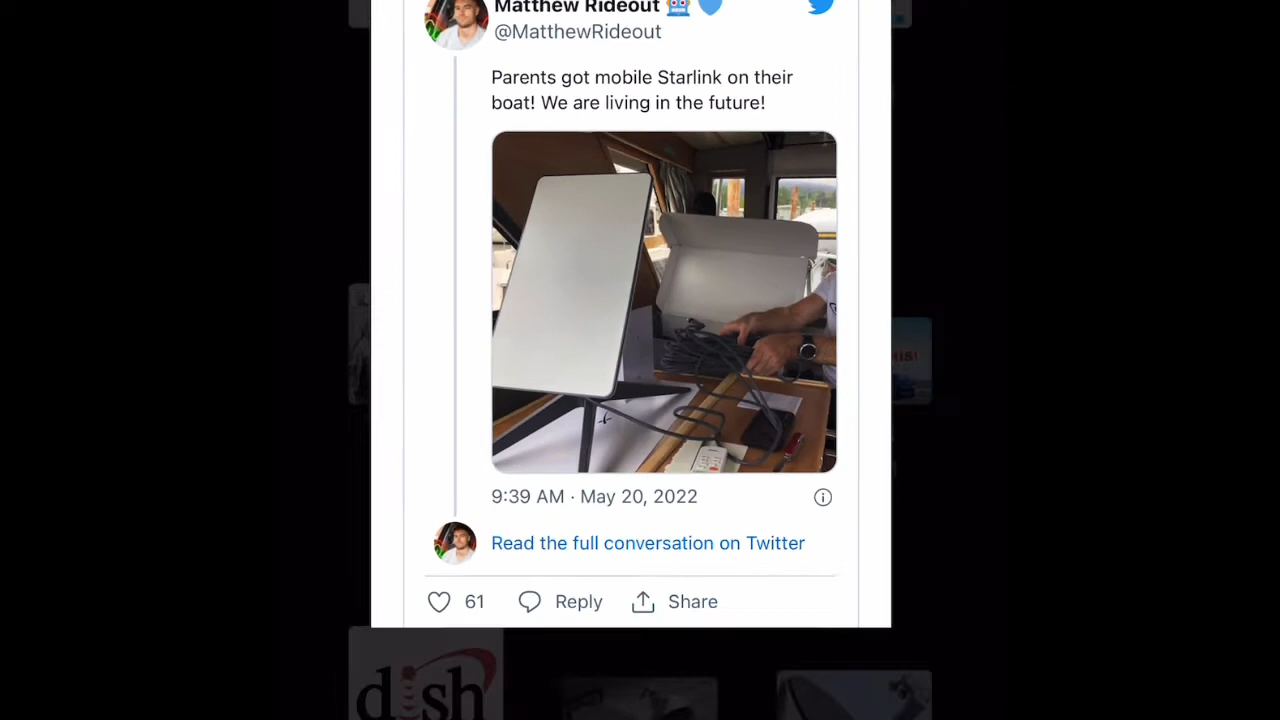 Matthew Rideout
@MatthewRideout
Parents got mobile Starlink on their
boat! We are living in the future!
9:39 AM · May 20, 2022
Read the full conversation on Twitter
61 Reply Share
dish